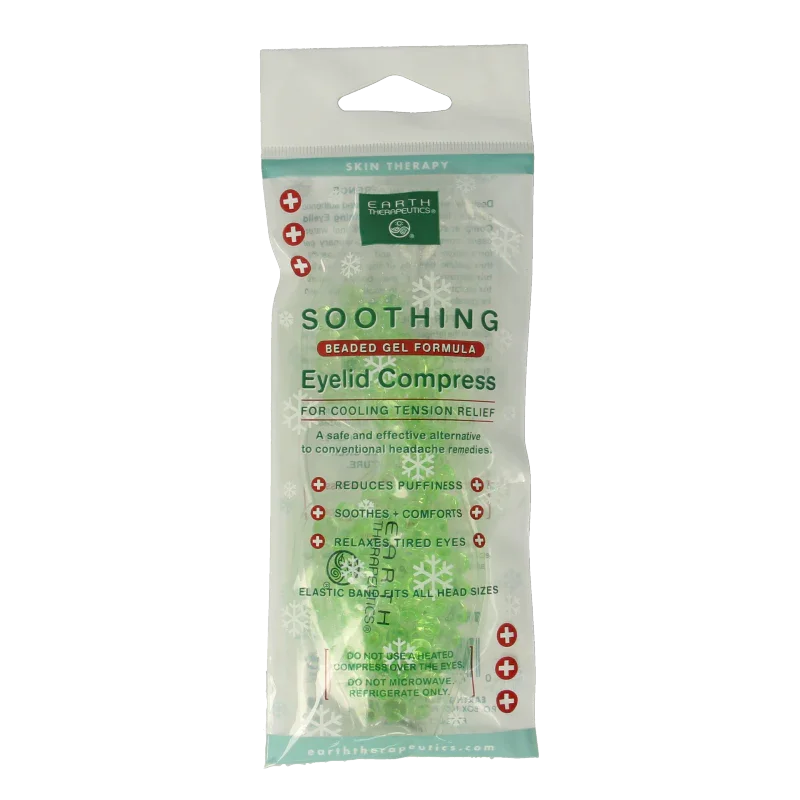 SKIN THERAPY
EARTH
THERAPEUTICS®
SOOTHING
BEADED GEL FORMULA
Eyelid Compress
FOR COOLING TENSION RELIEF
A safe and effective alternative
to conventional headache remedies.
REDUCES PUFFINESS
SOOTHES + COMFORTS
RELAXES TIRED EYES
EARTH
THERAPEUTICS®
ELASTIC BAND FITS ALL HEAD SIZES
DO NOT USE A HEATED
COMPRESS OVER THE EYES.
DO NOT MICROWAVE.
REFRIGERATE ONLY.
earththerapeutics.com